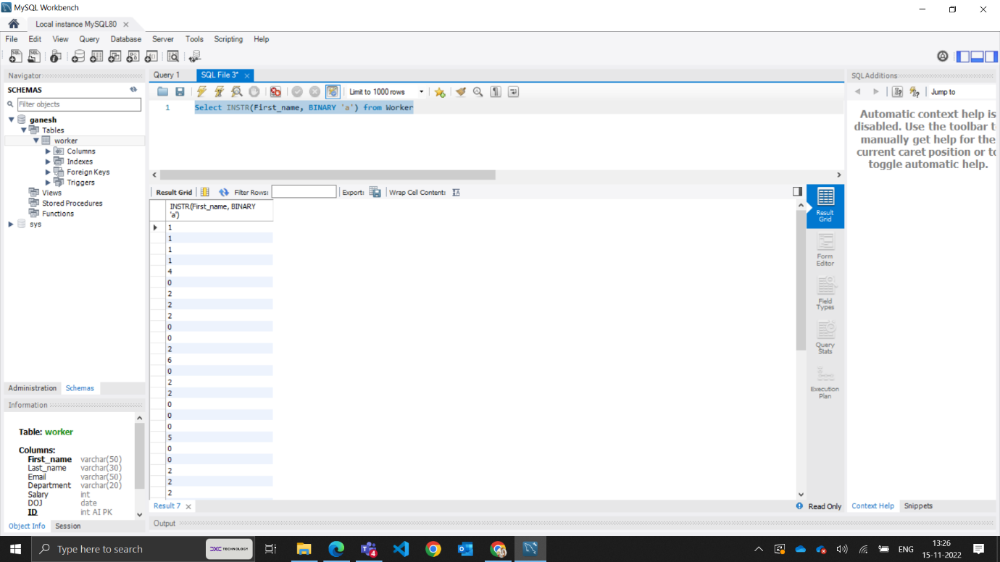 MySQL Workbench
Local instance MySQL80
File Edit View Query Database Server Tools Scripting Help
Navigator
SCHEMAS
Filter objects
ganesh
Tables
worker
Columns
Indexes
Foreign Keys
Triggers
Views
Stored Procedures
Functions
sys
Administration Schemas
Information
Table: worker
Columns:
First_name varchar(50)
Last_name varchar(30)
Email varchar(50)
Department varchar(20)
Salary int
DOJ date
ID int AI PK
Object Info Session
Query 1 SQL File 3*
Limit to 1000 rows
1 Select INSTR(First_name, BINARY 'a') from Worker
Result Grid Filter Rows: Export: Wrap Cell Content:
INSTR(First_name, BINARY
'a')
1
1
1
1
4
0
2
2
2
0
0
2
6
0
2
2
0
0
0
5
0
0
2
2
2
Result 7
Read Only
Output
Result
Grid
Form
Editor
Field
Types
Query
Stats
Execution
Plan
SQLAdditions
Jump to
Automatic context help is
disabled. Use the toolbar t
manually get help for the
current caret position or to
toggle automatic help.
Context Help Snippets
Type here to search
DXC TECHNOLOGY
4
ENG
13:26
15-11-2022